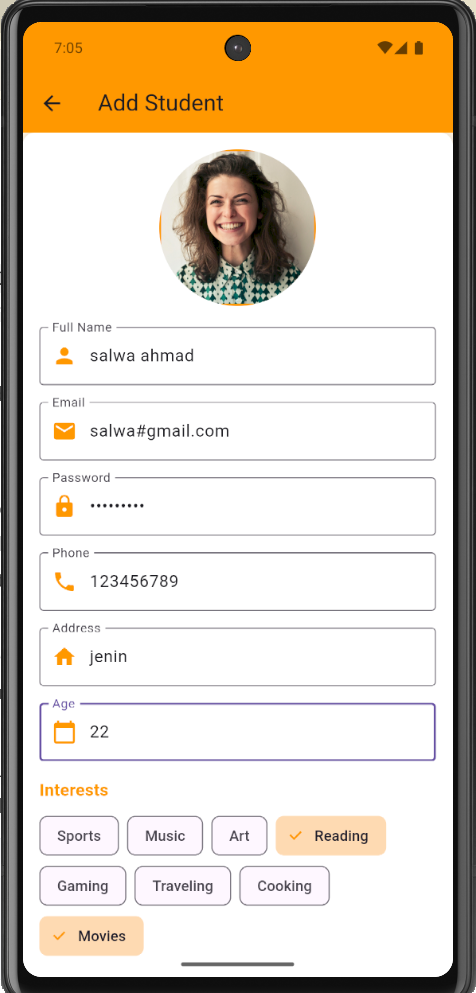 7:05
Add Student
Full Name
salwa ahmad
Email
salwa#gmail.com
Password
•••••••••
Phone
123456789
Address
jenin
Age
22
Interests
Sports Music Art Reading
Gaming Traveling Cooking
Movies